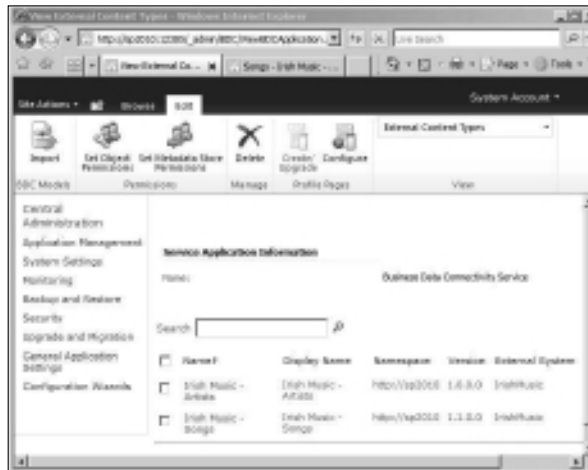 View External Content Types - Windows Internet Explorer
Live Search
View External Co...
Songs - Irish Music - ...
Page
Tools
System Account
Site Actions
Browse
Edit
Import
Set Object Permissions
Set Metadata Store Permissions
Delete
Create/ Upgrade
Configure
External Content Types
BDC Models
Permissions
Manage
Profile Pages
View
Central Administration
Application Management
System Settings
Monitoring
Backup and Restore
Security
Upgrade and Migration
General Application Settings
Configuration Wizards
Service Application Information
Name:
Business Data Connectivity Service
Search
Name
Display Name
Namespace
Version
External System
Irish Music - Artists
Irish Music - Artists
http://sp2010
1.0.0.0
IrishMusic
Irish Music - Songs
Irish Music - Songs
http://sp2010
1.1.0.0
IrishMusic